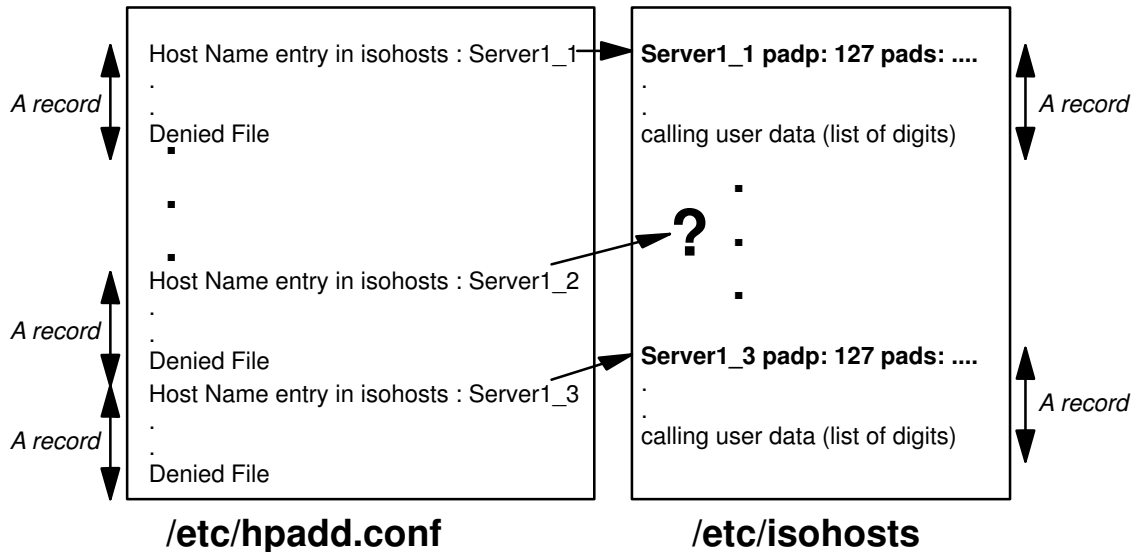 Host Name entry in isohosts : Server1_1
.
.
Denied File
A record
.
.
.
Host Name entry in isohosts : Server1_2
.
.
Denied File
A record
Host Name entry in isohosts : Server1_3
.
.
Denied File
A record
/etc/hpadd.conf
Server1_1 padp: 127 pads: ....
.
.
calling user data (list of digits)
A record
.
?
.
.
Server1_3 padp: 127 pads: ....
.
.
calling user data (list of digits)
A record
/etc/isohosts